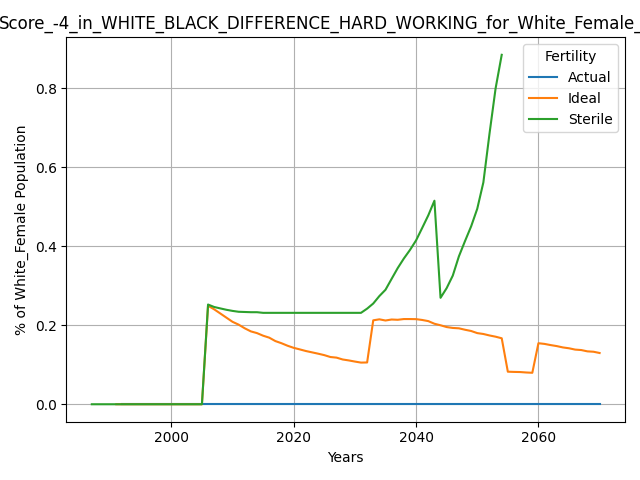 Score_-4_in_WHITE_BLACK_DIFFERENCE_HARD_WORKING_for_White_Female_
% of White_Female Population
0.8
0.6
0.4
0.2
0.0
2000
2020
2040
2060
Years
Fertility
Actual
Ideal
Sterile